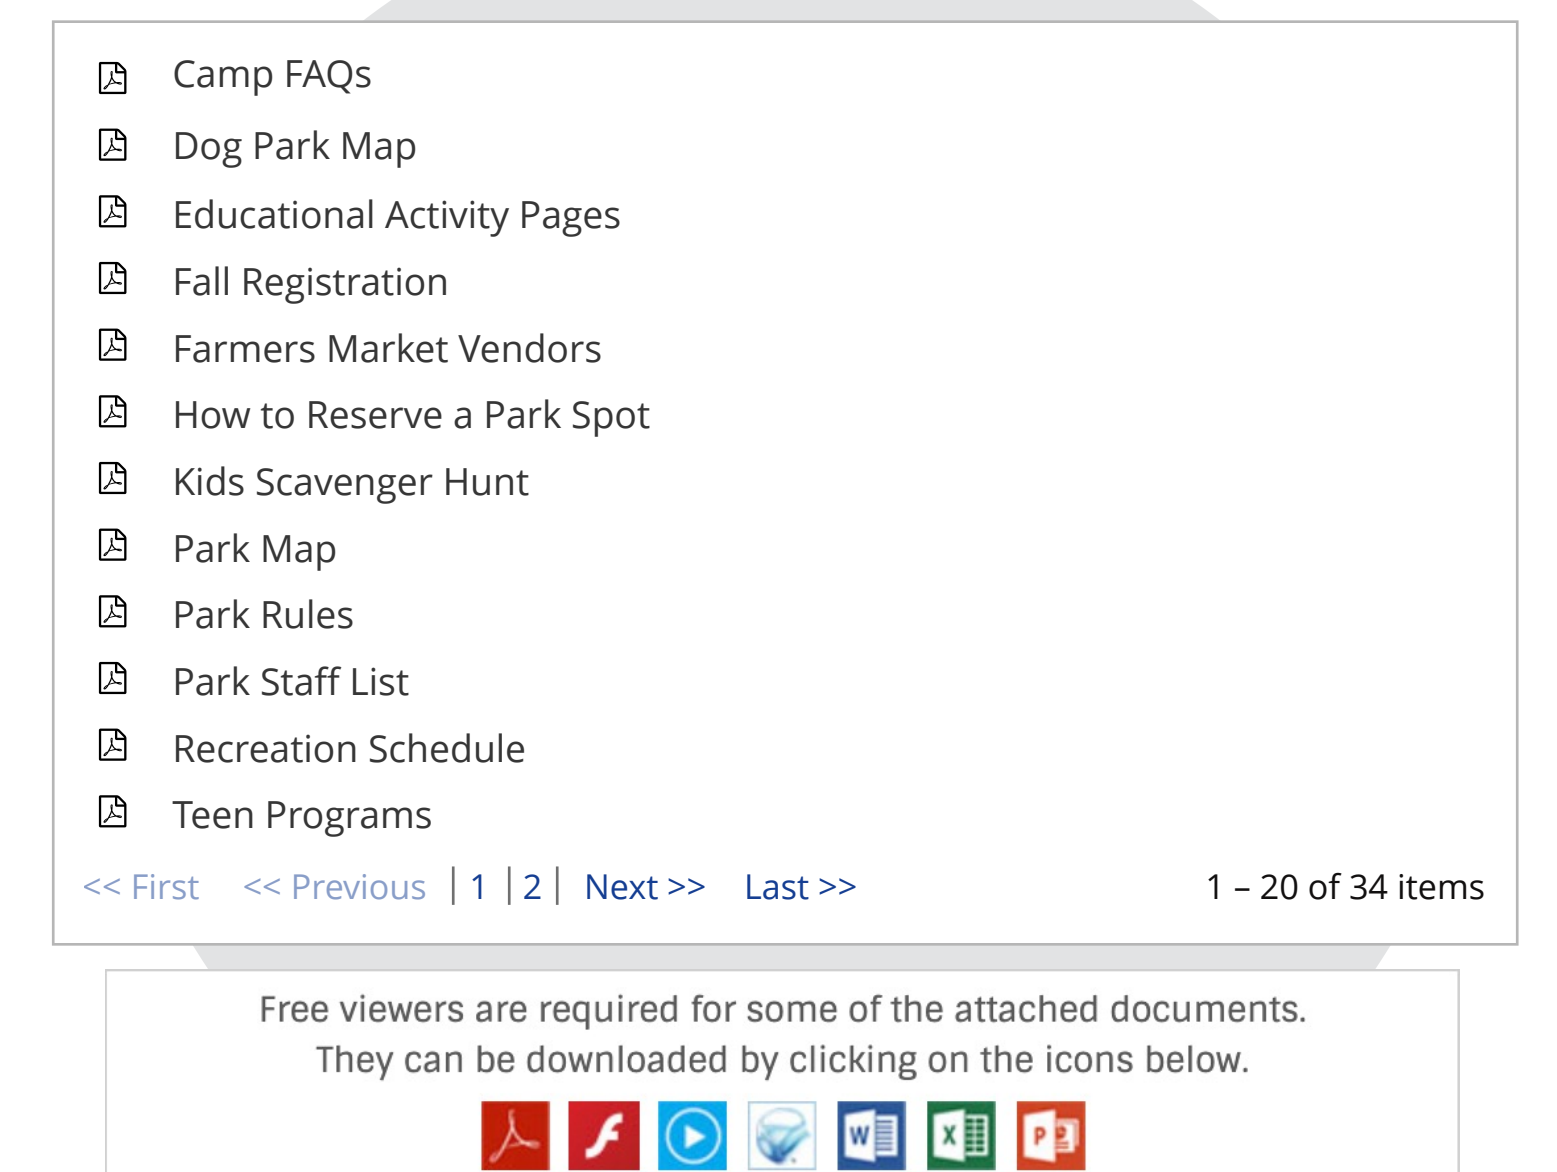 Camp FAQs
Dog Park Map
Educational Activity Pages
Fall Registration
Farmers Market Vendors
How to Reserve a Park Spot
Kids Scavenger Hunt
Park Map
Park Rules
Park Staff List
Recreation Schedule
Teen Programs
<< First << Previous | 1 | 2 | Next >> Last >> 1 – 20 of 34 items
Free viewers are required for some of the attached documents.
They can be downloaded by clicking on the icons below.
W X P